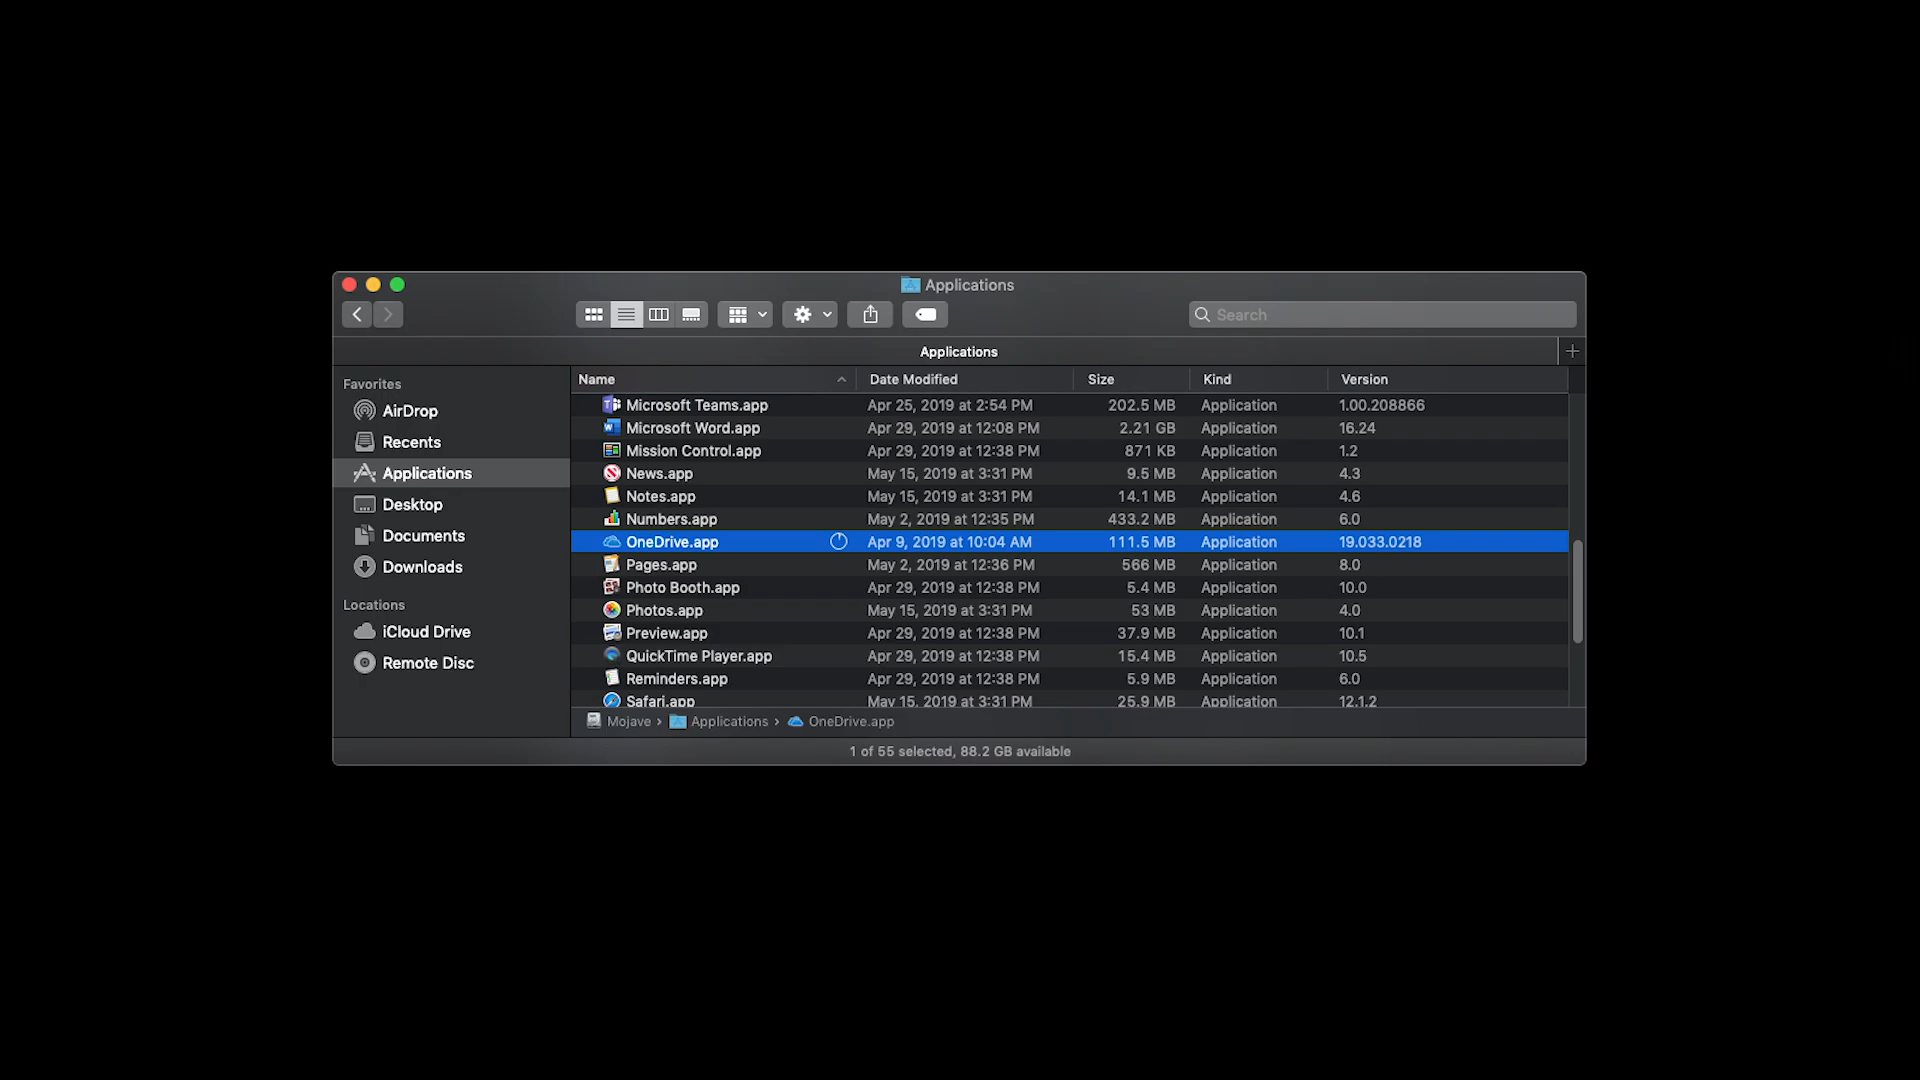 Applications
Search
Applications
Favorites
AirDrop
Recents
Applications
Desktop
Documents
Downloads
Locations
iCloud Drive
Remote Disc
Name Date Modified Size Kind Version
Microsoft Teams.app Apr 25, 2019 at 2:54 PM 202.5 MB Application 1.00.208866
Microsoft Word.app Apr 29, 2019 at 12:08 PM 2.21 GB Application 16.24
Mission Control.app Apr 29, 2019 at 12:38 PM 871 KB Application 1.2
News.app May 15, 2019 at 3:31 PM 9.5 MB Application 4.3
Notes.app May 15, 2019 at 3:31 PM 14.1 MB Application 4.6
Numbers.app May 2, 2019 at 12:35 PM 433.2 MB Application 6.0
OneDrive.app Apr 9, 2019 at 10:04 AM 111.5 MB Application 19.033.0218
Pages.app May 2, 2019 at 12:36 PM 566 MB Application 8.0
Photo Booth.app Apr 29, 2019 at 12:38 PM 5.4 MB Application 10.0
Photos.app May 15, 2019 at 3:31 PM 53 MB Application 4.0
Preview.app Apr 29, 2019 at 12:38 PM 37.9 MB Application 10.1
QuickTime Player.app Apr 29, 2019 at 12:38 PM 15.4 MB Application 10.5
Reminders.app Apr 29, 2019 at 12:38 PM 5.9 MB Application 6.0
Safari.app May 15, 2019 at 3:31 PM 25.9 MB Application 12.1.2
Mojave › Applications › OneDrive.app
1 of 55 selected, 88.2 GB available